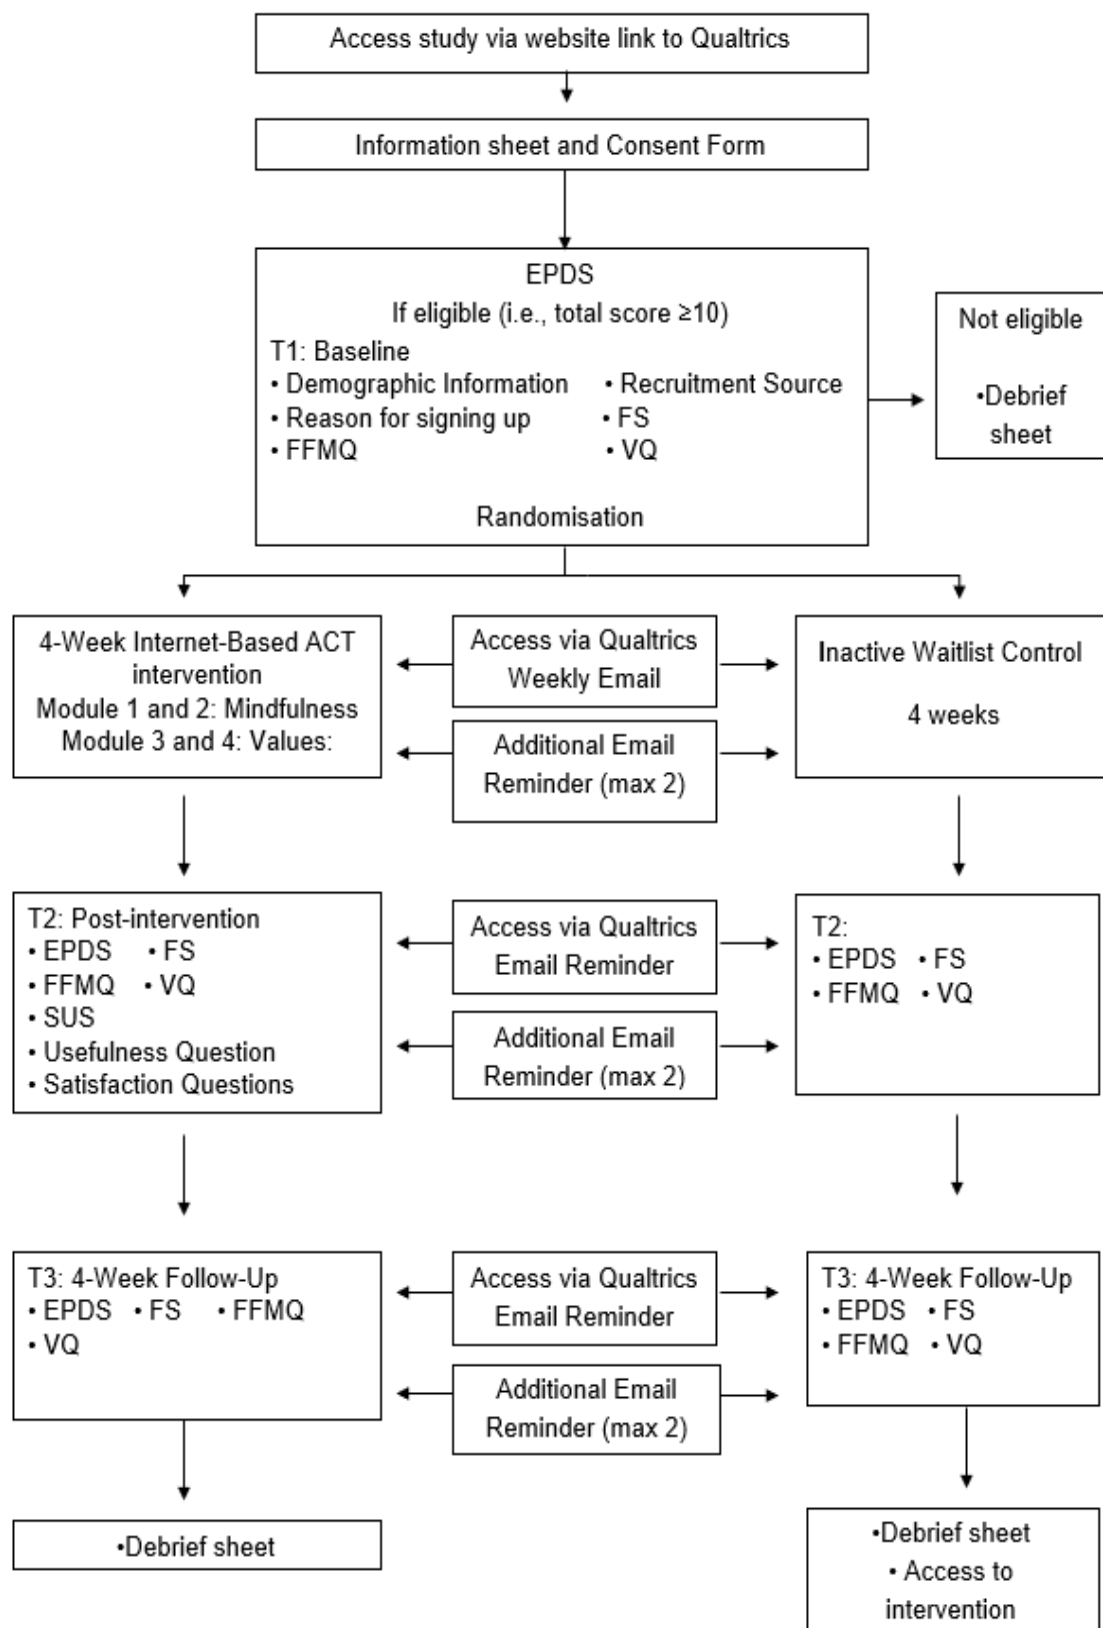 Access study via website link to Qualtrics
Information sheet and Consent Form
EPDS
If eligible (i.e., total score ≥10)
T1: Baseline
• Demographic Information • Recruitment Source
• Reason for signing up • FS
• FFMQ • VQ
Randomisation
Not eligible
•Debrief
sheet
4-Week Internet-Based ACT
intervention
Module 1 and 2: Mindfulness
Module 3 and 4: Values:
Access via Qualtrics
Weekly Email
Additional Email
Reminder (max 2)
Inactive Waitlist Control
4 weeks
T2: Post-intervention
• EPDS • FS
• FFMQ • VQ
• SUS
• Usefulness Question
• Satisfaction Questions
Access via Qualtrics
Email Reminder
Additional Email
Reminder (max 2)
T2:
• EPDS • FS
• FFMQ • VQ
T3: 4-Week Follow-Up
• EPDS • FS • FFMQ
• VQ
Access via Qualtrics
Email Reminder
Additional Email
Reminder (max 2)
T3: 4-Week Follow-Up
• EPDS • FS
• FFMQ • VQ
•Debrief sheet
•Debrief sheet
• Access to
intervention